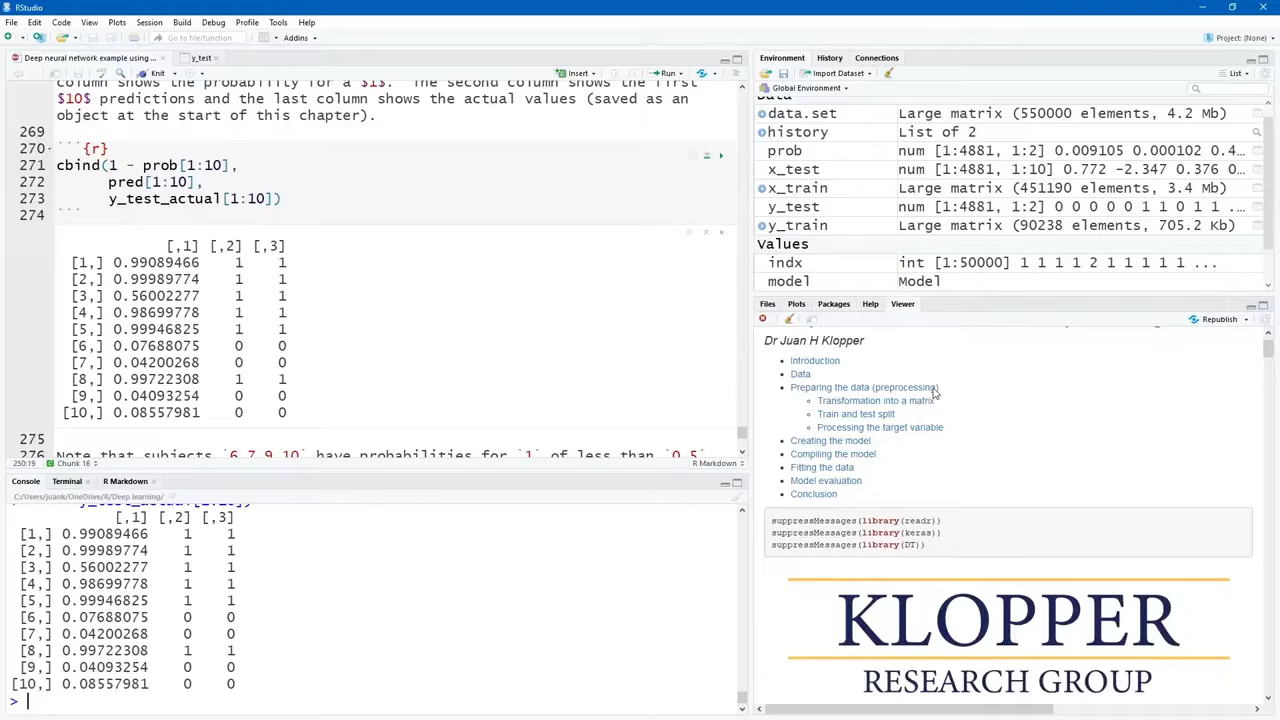 RStudio
File Edit Code View Plots Session Build Debug Profile Tools Help
Go to file/function Addins Project: (None)
Deep neural network example using ... y_test
Knit Insert Run
column shows the probability for a $1$. The second column shows the first
$10$ predictions and the last column shows the actual values (saved as an
object at the start of this chapter).
269
270 ```{r}
271 cbind(1 - prob[1:10],
272 pred[1:10],
273 y_test_actual[1:10])
274 ```
[,1] [,2] [,3]
[1,] 0.99089466 1 1
[2,] 0.99989774 1 1
[3,] 0.56002277 1 1
[4,] 0.98699778 1 1
[5,] 0.99946825 1 1
[6,] 0.07688075 0 0
[7,] 0.04200268 0 0
[8,] 0.99722308 1 1
[9,] 0.04093254 0 0
[10,] 0.08557981 0 0
275
276 Note that subjects `6,7,9,10` have probabilities for `1` of less than `0.5`
250:19 Chunk 16 R Markdown
Console Terminal R Markdown
C:/Users/juank/OneDrive/R/Deep learning/
y_test_actual[1:10])
[,1] [,2] [,3]
[1,] 0.99089466 1 1
[2,] 0.99989774 1 1
[3,] 0.56002277 1 1
[4,] 0.98699778 1 1
[5,] 0.99946825 1 1
[6,] 0.07688075 0 0
[7,] 0.04200268 0 0
[8,] 0.99722308 1 1
[9,] 0.04093254 0 0
[10,] 0.08557981 0 0
>
Environment History Connections
Import Dataset List
Global Environment
Data
data.set Large matrix (550000 elements, 4.2 Mb)
history List of 2
prob num [1:4881, 1:2] 0.009105 0.000102 0.4...
x_test num [1:4881, 1:10] 0.772 -2.347 0.376 0...
x_train Large matrix (451190 elements, 3.4 Mb)
y_test num [1:4881, 1:2] 0 0 0 0 0 1 1 0 1 1 ...
y_train Large matrix (90238 elements, 705.2 Kb)
Values
indx int [1:50000] 1 1 1 1 2 1 1 1 1 1 ...
model Model
Files Plots Packages Help Viewer
Republish
Dr Juan H Klopper
Introduction
Data
Preparing the data (preprocessing)
Transformation into a matrix
Train and test split
Processing the target variable
Creating the model
Compiling the model
Fitting the data
Model evaluation
Conclusion
suppressMessages(library(readr))
suppressMessages(library(keras))
suppressMessages(library(DT))
KLOPPER
RESEARCH GROUP